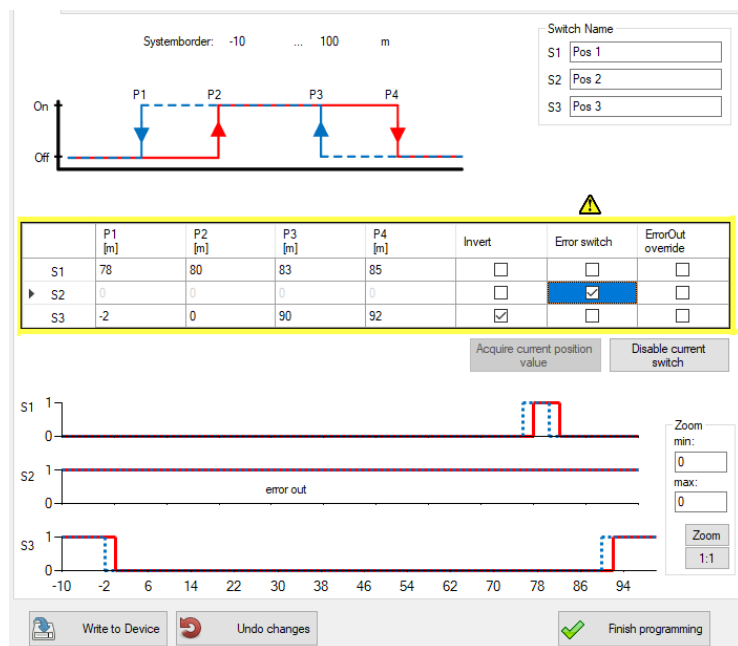 Systemborder: -10 ... 100 m
Switch Name
S1 Pos 1
S2 Pos 2
S3 Pos 3
P1 P2 P3 P4
On
Off
P1 [m] P2 [m] P3 [m] P4 [m] Invert Error switch ErrorOut override
S1 78 80 83 85
S2 0 0 0 0
S3 -2 0 90 92
Acquire current position value
Disable current switch
S1 1
0
S2 1
error out
0
S3 1
0
-10 -2 6 14 22 30 38 46 54 62 70 78 86 94
Zoom
min:
0
max:
0
Zoom
1:1
Write to Device Undo changes Finish programming